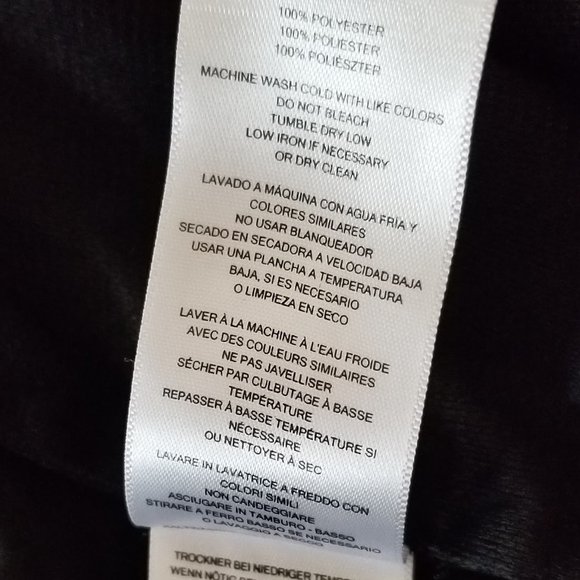 100% POLYESTER
100% POLIESTER
100% POLIÉSZTER
MACHINE WASH COLD WITH LIKE COLORS
DO NOT BLEACH
TUMBLE DRY LOW
LOW IRON IF NECESSARY
OR DRY CLEAN
LAVADO A MÁQUINA CON AGUA FRÍA Y
COLORES SIMILARES
NO USAR BLANQUEADOR
SECADO EN SECADORA A VELOCIDAD BAJA
USAR UNA PLANCHA A TEMPERATURA
BAJA, SI ES NECESARIO
O LIMPIEZA EN SECO
LAVER À LA MACHINE À L'EAU FROIDE
AVEC DES COULEURS SIMILAIRES
NE PAS JAVELLISER
SÉCHER PAR CULBUTAGE À BASSE
TEMPÉRATURE
REPASSER À BASSE TEMPÉRATURE SI
NÉCESSAIRE
OU NETTOYER À SEC
LAVARE IN LAVATRICE A FREDDO CON
COLORI SIMILI
NON CANDEGGIARE
ASCIUGARE IN TAMBURO - BASSO
STIRARE A FERRO BASSO SE NECESSARIO
O LAVAGGIO A SECCO
TROCKNER BEI NIEDRIGER
WENN NÖTIG